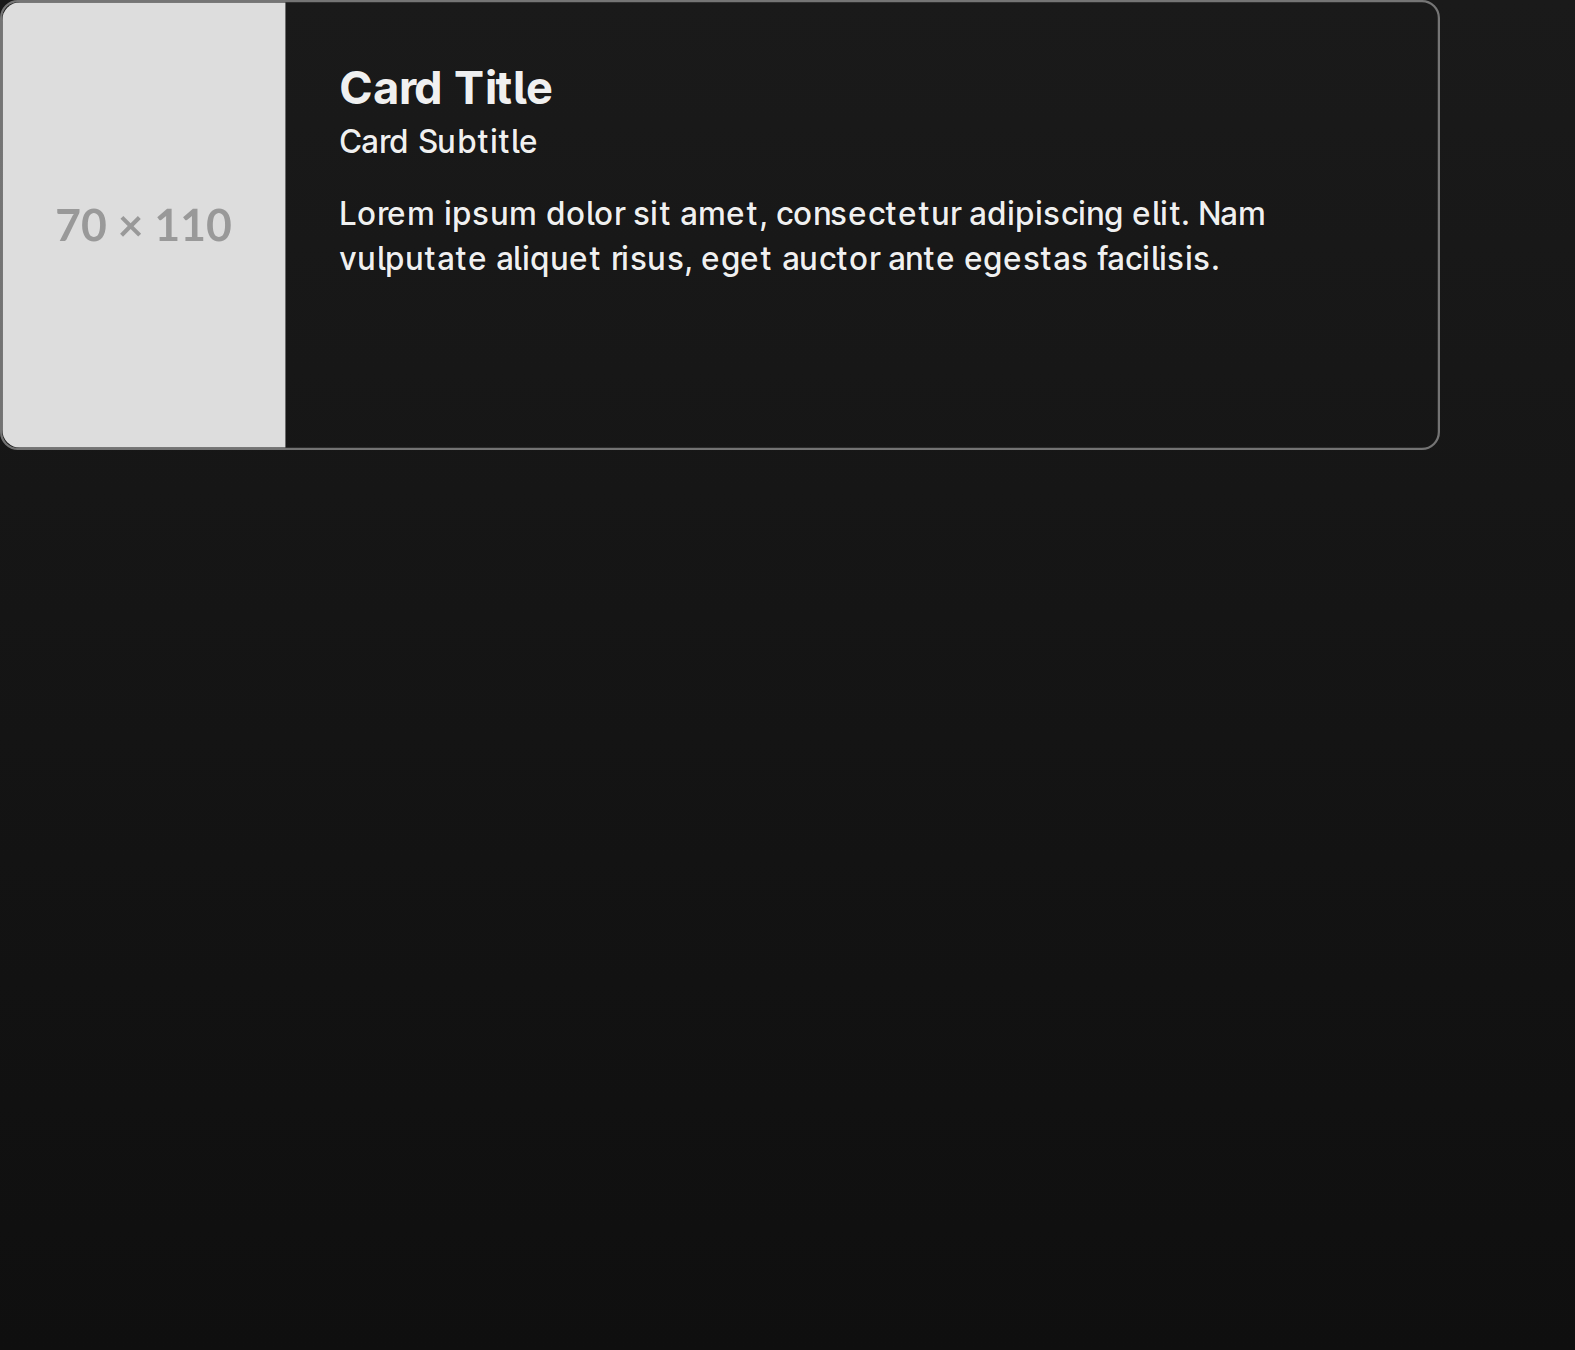 70 × 110
Card Title
Card Subtitle
Lorem ipsum dolor sit amet, consectetur adipiscing elit. Nam
vulputate aliquet risus, eget auctor ante egestas facilisis.